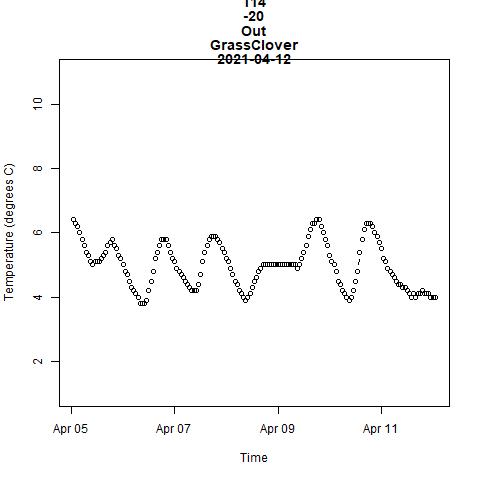 T14
-20
Out
GrassClover
2021-04-12
10
8
6
4
2
Temperature (degrees C)
Apr 05
Apr 07
Apr 09
Apr 11
Time